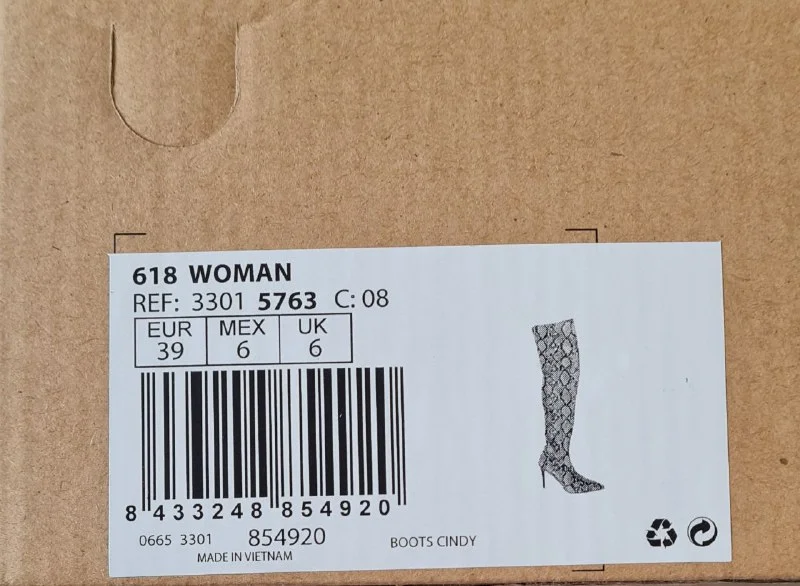 618 WOMAN
REF: 3301 5763 C: 08
EUR MEX UK
39 6 6
8 433248 854920
0665 3301 854920 BOOTS CINDY
MADE IN VIETNAM